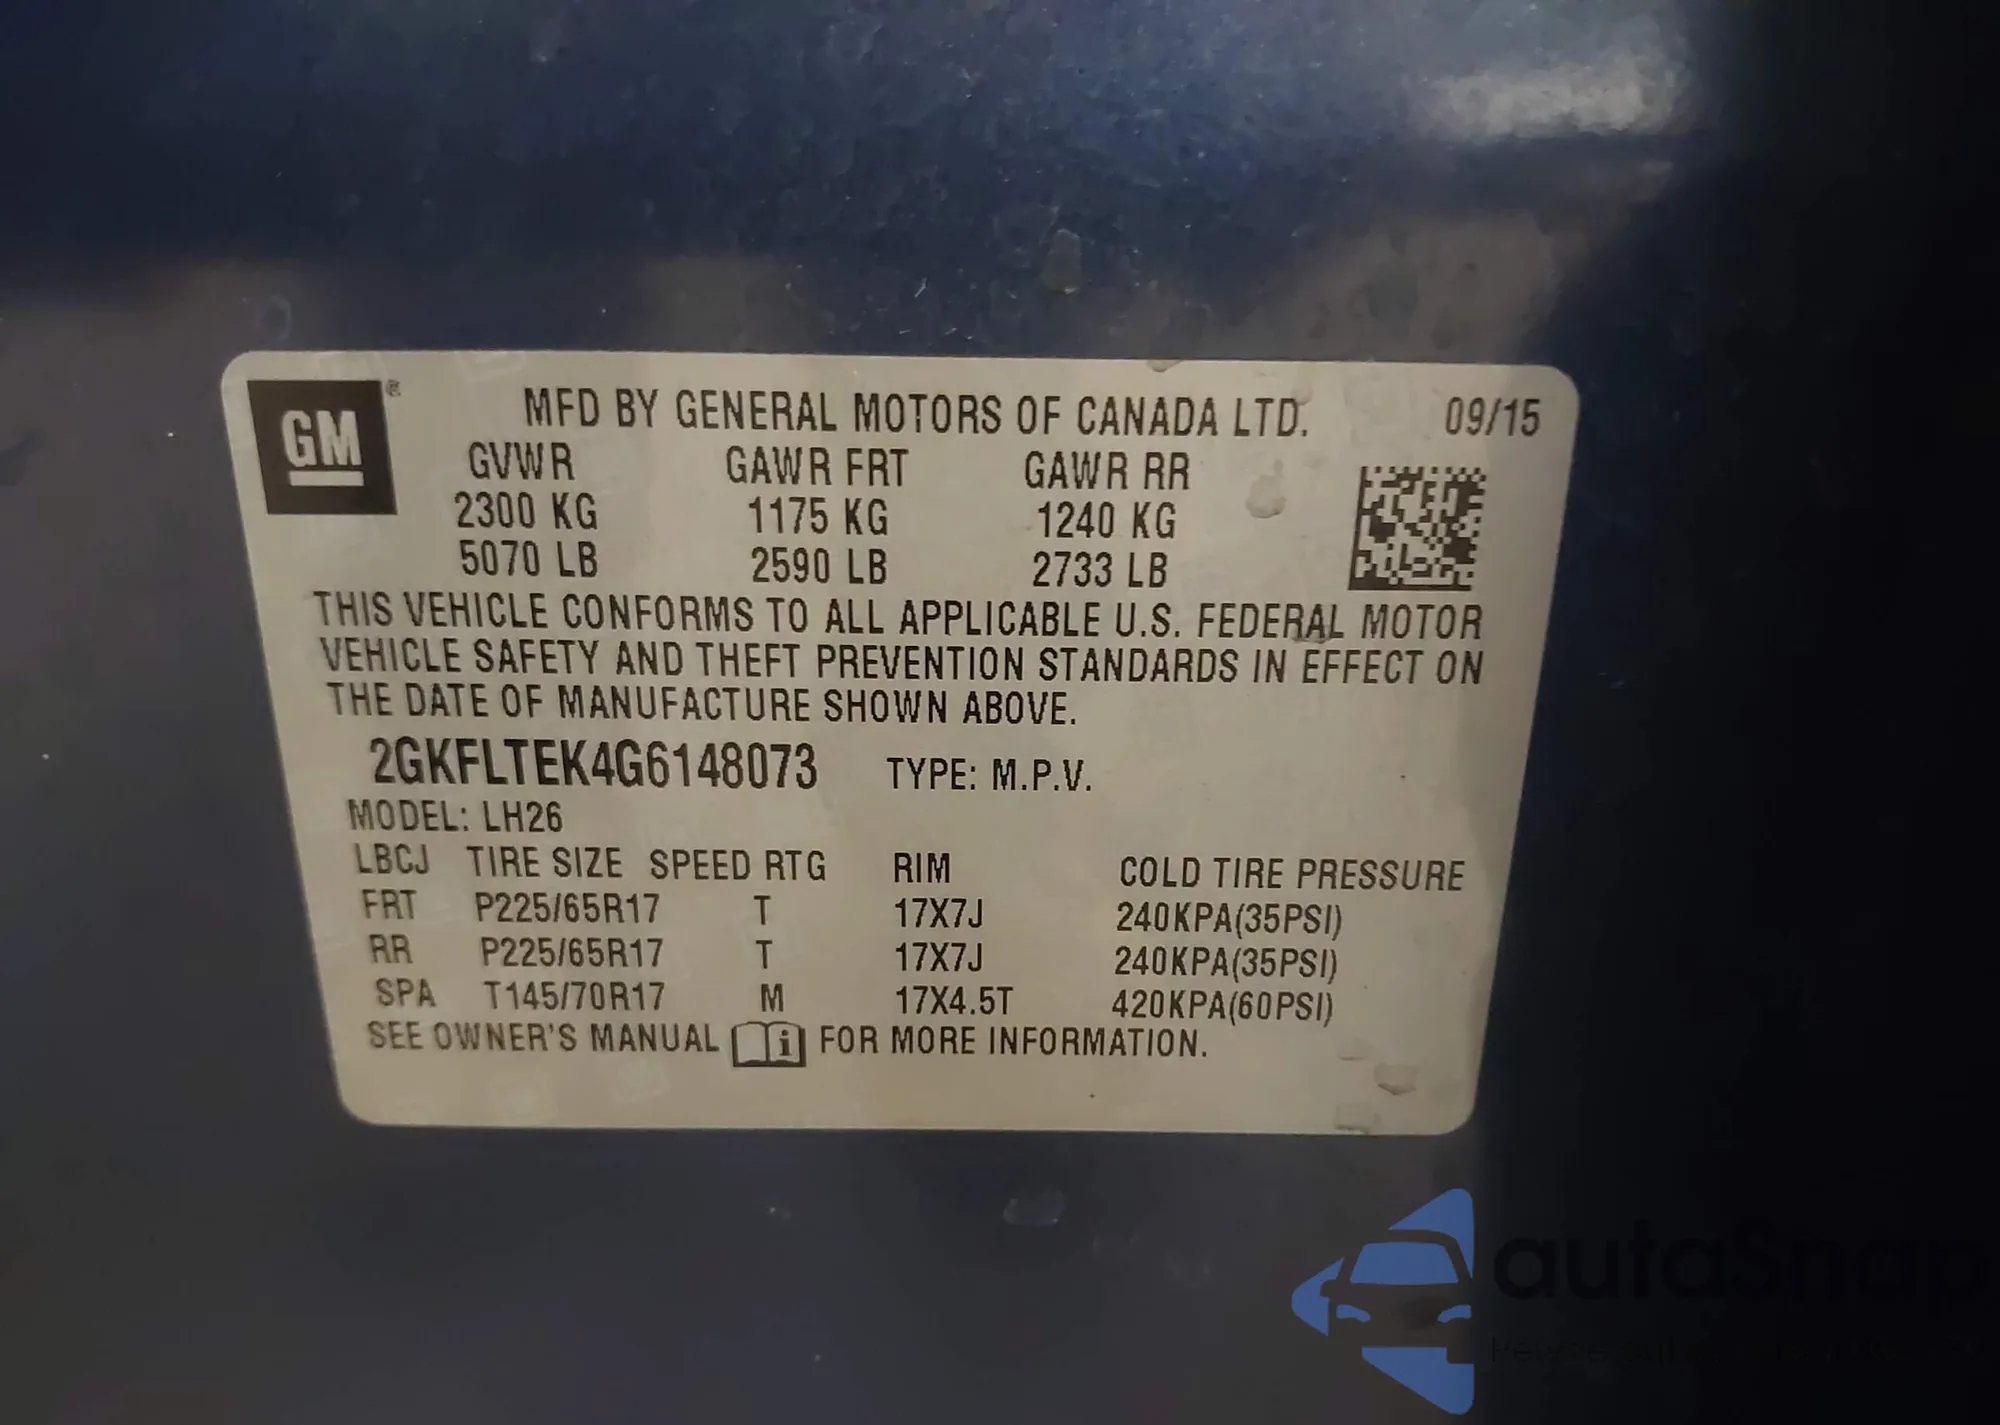 GM ®
MFD BY GENERAL MOTORS OF CANADA LTD. 09/15
GVWR GAWR FRT GAWR RR
2300 KG 1175 KG 1240 KG
5070 LB 2590 LB 2733 LB
THIS VEHICLE CONFORMS TO ALL APPLICABLE U.S. FEDERAL MOTOR
VEHICLE SAFETY AND THEFT PREVENTION STANDARDS IN EFFECT ON
THE DATE OF MANUFACTURE SHOWN ABOVE.
2GKFLTEK4G6148073 TYPE: M.P.V.
MODEL: LH26
LBCJ TIRE SIZE SPEED RTG RIM COLD TIRE PRESSURE
FRT P225/65R17 T 17X7J 240KPA(35PSI)
RR P225/65R17 T 17X7J 240KPA(35PSI)
SPA T145/70R17 M 17X4.5T 420KPA(60PSI)
SEE OWNER'S MANUAL i FOR MORE INFORMATION.
autoSnap